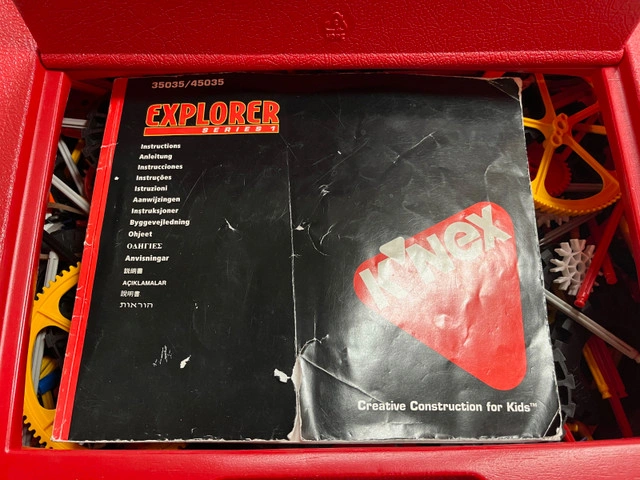 35035/45035
EXPLORER
SERIES 1
Instructions
Anleitung
Instrucciones
Instruções
Istruzioni
Aanwijzingen
Instruksjoner
Byggevejledning
Ohjeet
ΟΔΗΓΙΕΣ
Anvisningar
説明書
AÇIKLAMALAR
說明書
הוראות
K'NEX
Creative Construction for Kids™